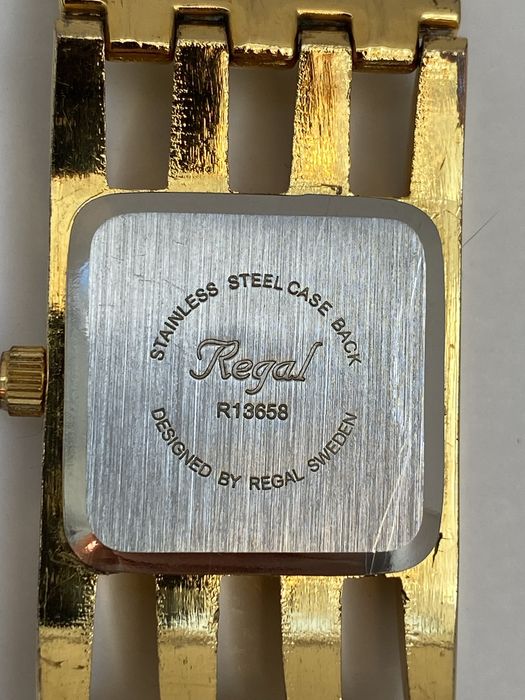 STAINLESS STEEL CASE BACK
Regal
R13658
DESIGNED BY REGAL SWEDEN